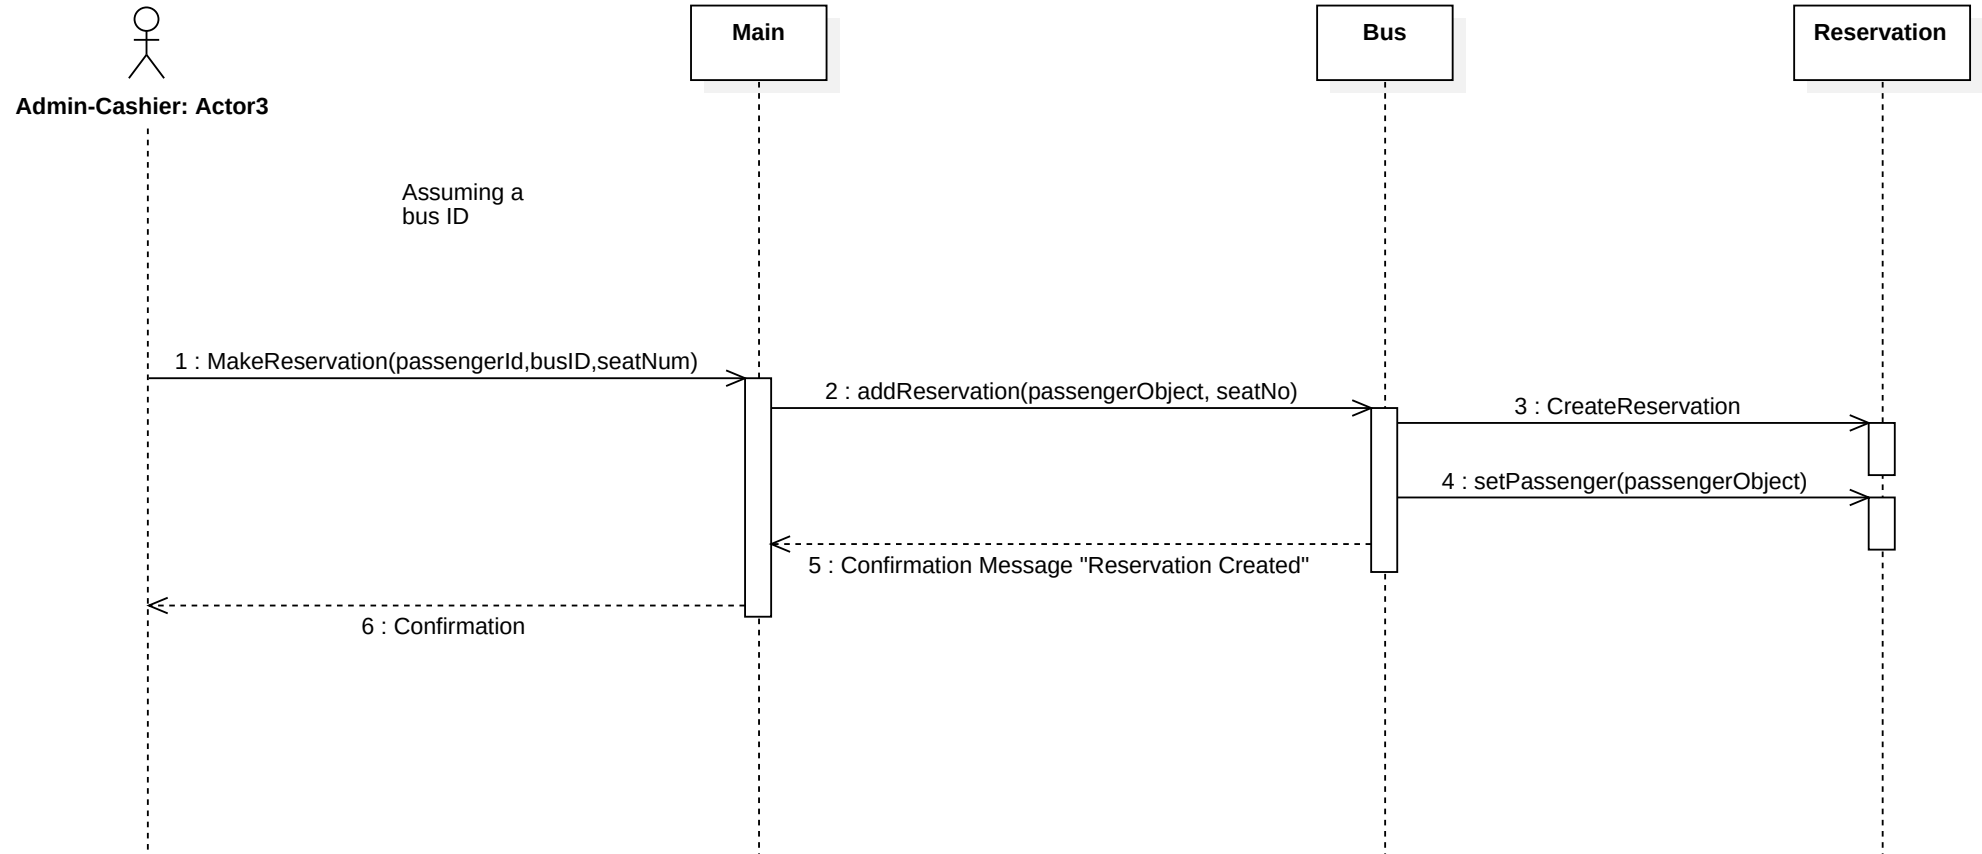 Main
Bus
Reservation
Admin-Cashier: Actor3
Assuming a
bus ID
1 : MakeReservation(passengerId,busID,seatNum)
2 : addReservation(passengerObject, seatNo)
3 : CreateReservation
4 : setPassenger(passengerObject)
5 : Confirmation Message "Reservation Created"
6 : Confirmation